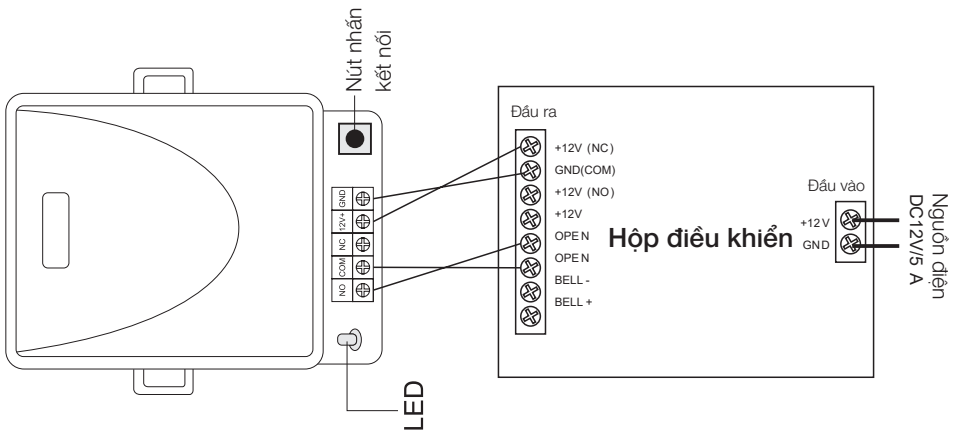 Nút nhấn
kết nối
GND
12V+
NC
COM
NO
LED
Đầu ra
+12V (NC)
GND(COM)
+12V (NO)
+12V
OPEN
OPEN
BELL -
BELL +
Hộp điều khiển
Đầu vào
+12V
GND
Nguồn điện
DC12V/5 A